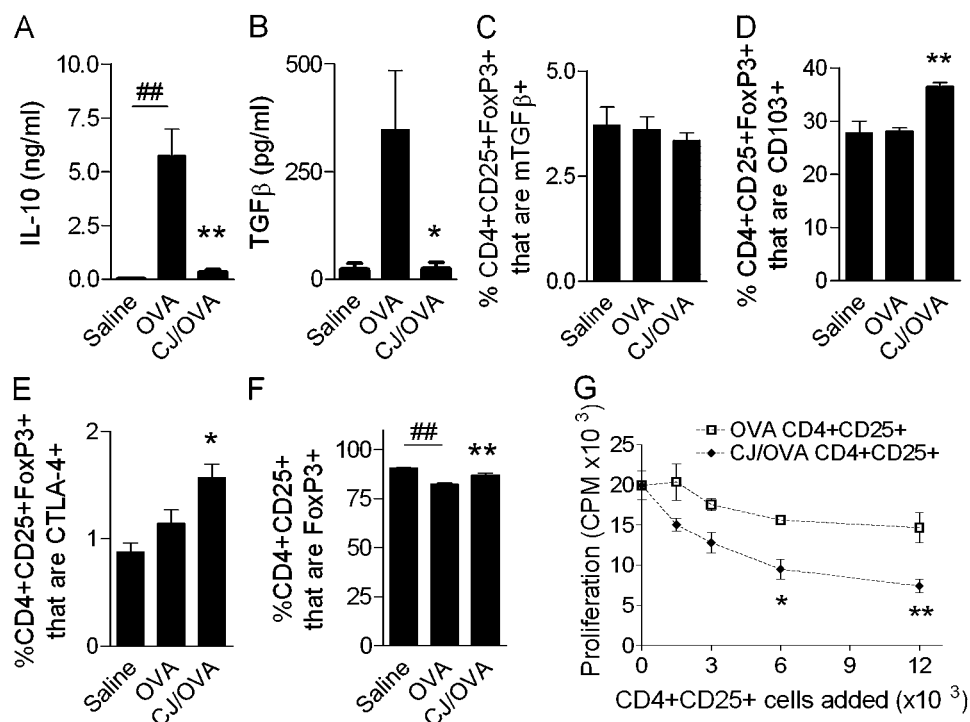 A
IL-10 (ng/ml)
10.0
7.5
5.0
2.5
0.0
##
**
Saline
OVA
CJ/OVA
B
TGFβ (pg/ml)
500
250
0
*
Saline
OVA
CJ/OVA
C
% CD4+CD25+FoxP3+
that are mTGFβ+
5.0
2.5
0.0
Saline
OVA
CJ/OVA
D
% CD4+CD25+FoxP3+
that are CD103+
40
30
20
10
0
**
Saline
OVA
CJ/OVA
E
%CD4+CD25+FoxP3+
that are CTLA-4+
2
1
0
*
Saline
OVA
CJ/OVA
F
%CD4+CD25+
that are FoxP3+
100
75
50
25
0
##
**
Saline
OVA
CJ/OVA
G
Proliferation (CPM x10 3)
OVA CD4+CD25+
CJ/OVA CD4+CD25+
25
20
15
10
5
0
*
**
0 3 6 9 12
CD4+CD25+ cells added (x10 3)